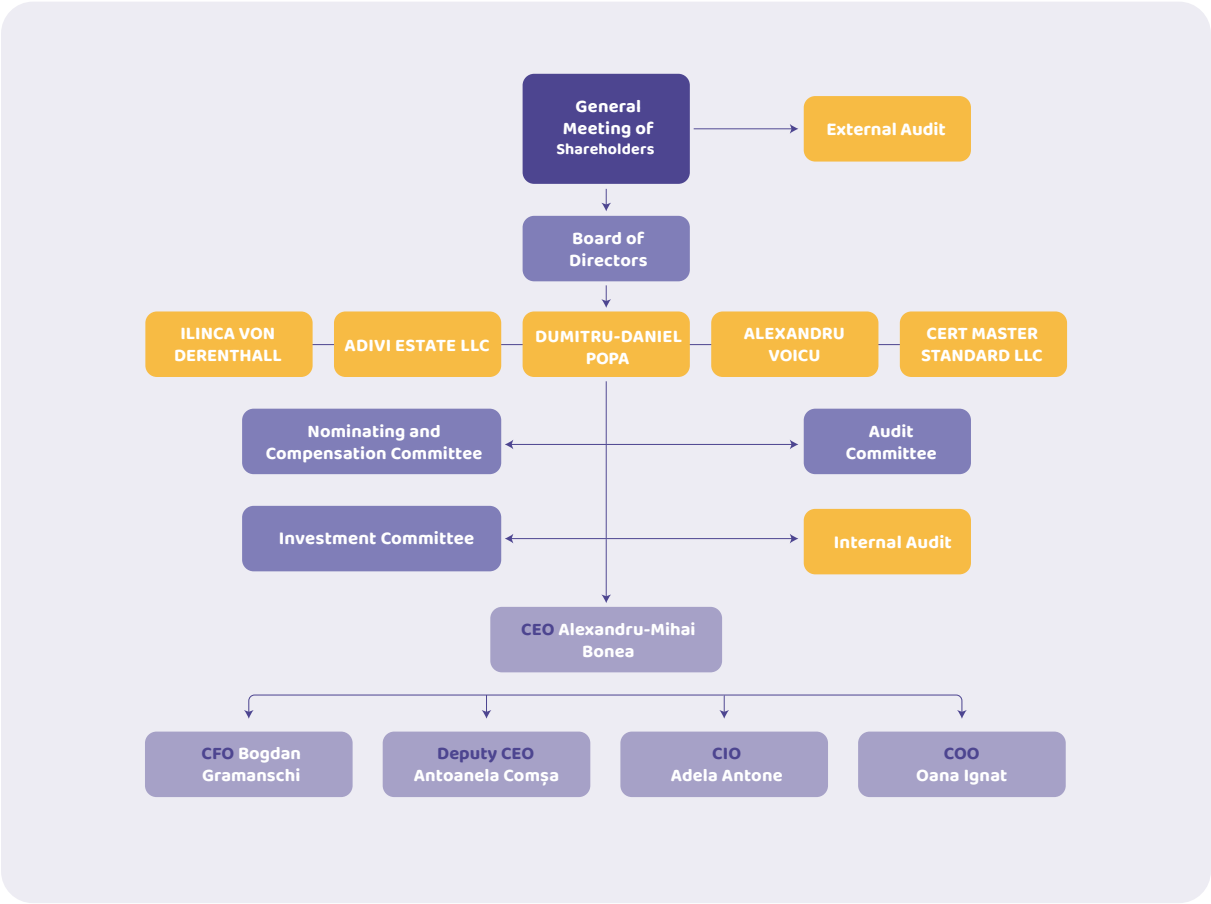 General
Meeting of
Shareholders
External Audit
Board of
Directors
ILINCA VON
DERENTHALL
ADIVI ESTATE LLC
DUMITRU-DANIEL
POPA
ALEXANDRU
VOICU
CERT MASTER
STANDARD LLC
Nominating and
Compensation Committee
Audit
Committee
Investment Committee
Internal Audit
CEO Alexandru-Mihai
Bonea
CFO Bogdan
Gramanschi
Deputy CEO
Antoanela Comșa
CIO
Adela Antone
COO
Oana Ignat